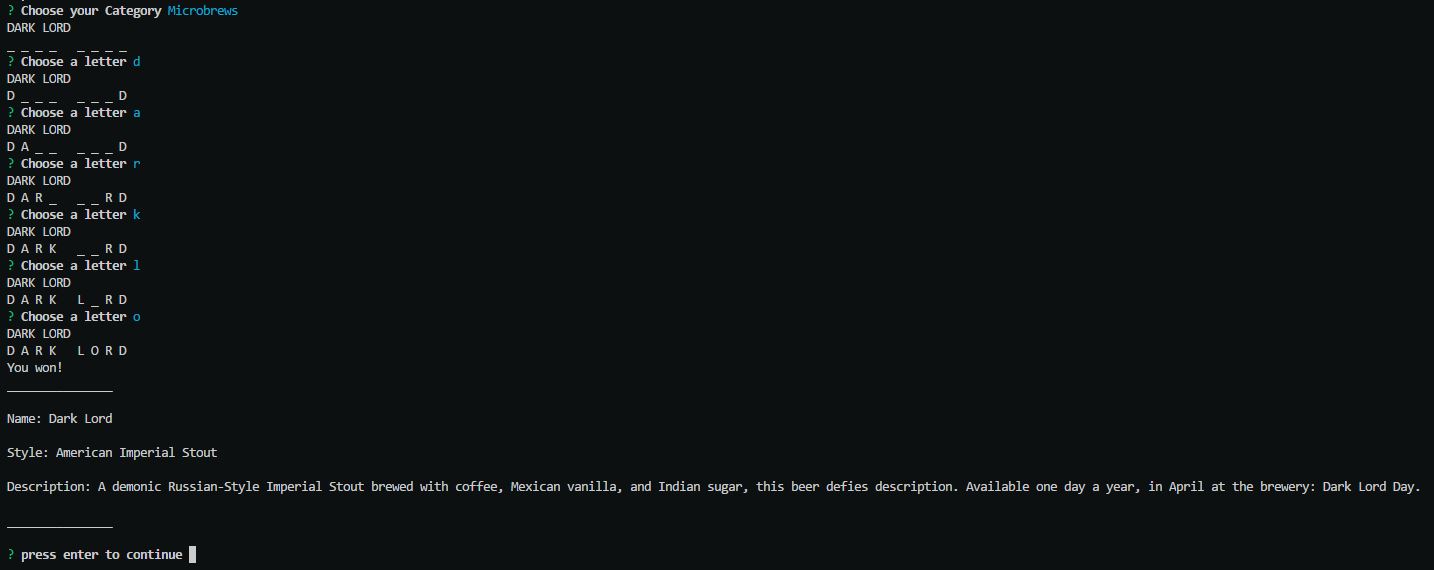 ? Choose your Category Microbrews
DARK LORD
_ _ _ _   _ _ _ _
? Choose a letter d
DARK LORD
D _ _ _   _ _ _ D
? Choose a letter a
DARK LORD
D A _ _   _ _ _ D
? Choose a letter r
DARK LORD
D A R _   _ _ R D
? Choose a letter k
DARK LORD
D A R K   _ _ R D
? Choose a letter l
DARK LORD
D A R K   L _ R D
? Choose a letter o
DARK LORD
D A R K   L O R D
You won!
_______________
Name: Dark Lord
Style: American Imperial Stout
Description: A demonic Russian-Style Imperial Stout brewed with coffee, Mexican vanilla, and Indian sugar, this beer defies description. Available one day a year, in April at the brewery: Dark Lord Day.
_______________
? press enter to continue